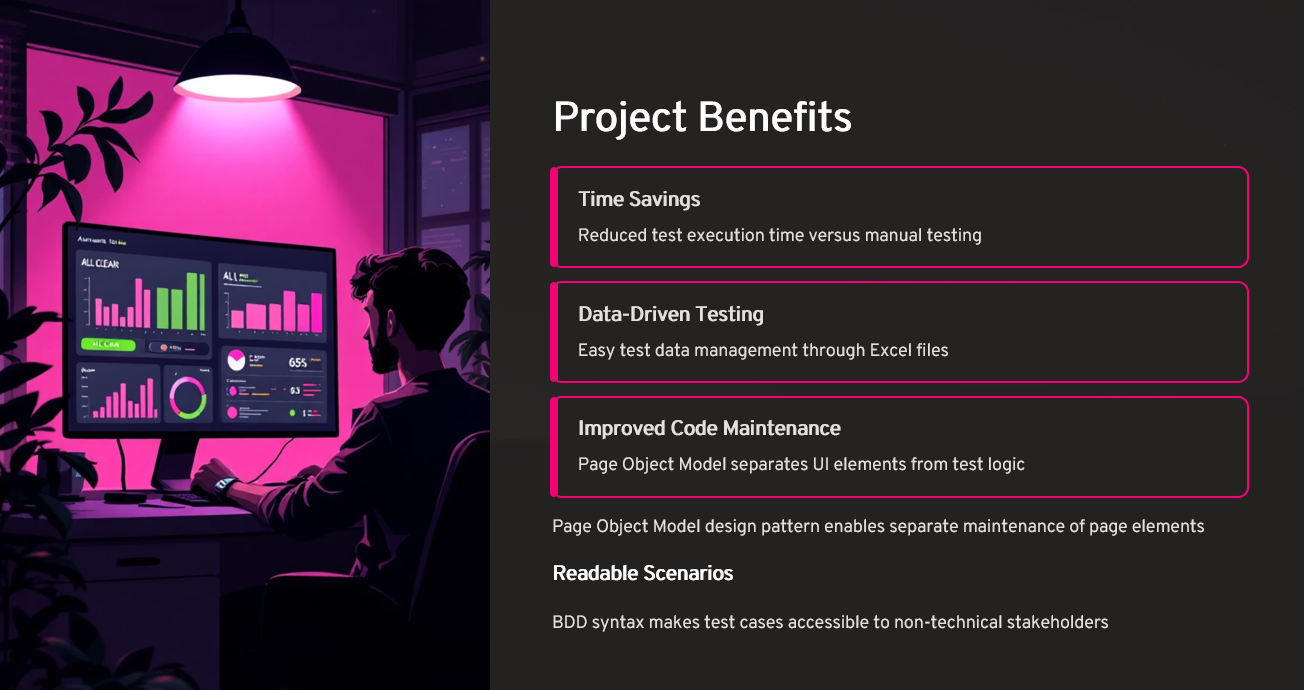 ALL CLEAR
65%
Project Benefits
Time Savings
Reduced test execution time versus manual testing
Data-Driven Testing
Easy test data management through Excel files
Improved Code Maintenance
Page Object Model separates UI elements from test logic
Page Object Model design pattern enables separate maintenance of page elements
Readable Scenarios
BDD syntax makes test cases accessible to non-technical stakeholders